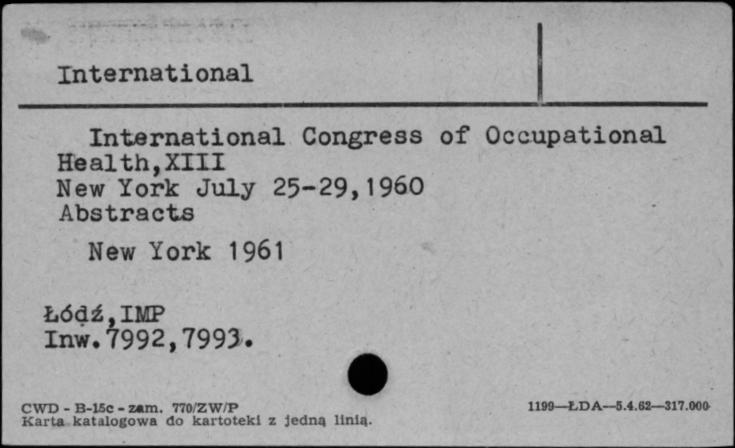 International
International Congress of Occupational
Health,XIII
New York July 25-29,1960
Abstracts
New York 1961
Łódź,IMP
Inw.7992,7993.
CWD - B-15c - zam. 770/ZW/P
Karta katalogowa do kartoteki z jedną linią.
1199—ŁDA—5.4.62—317.000